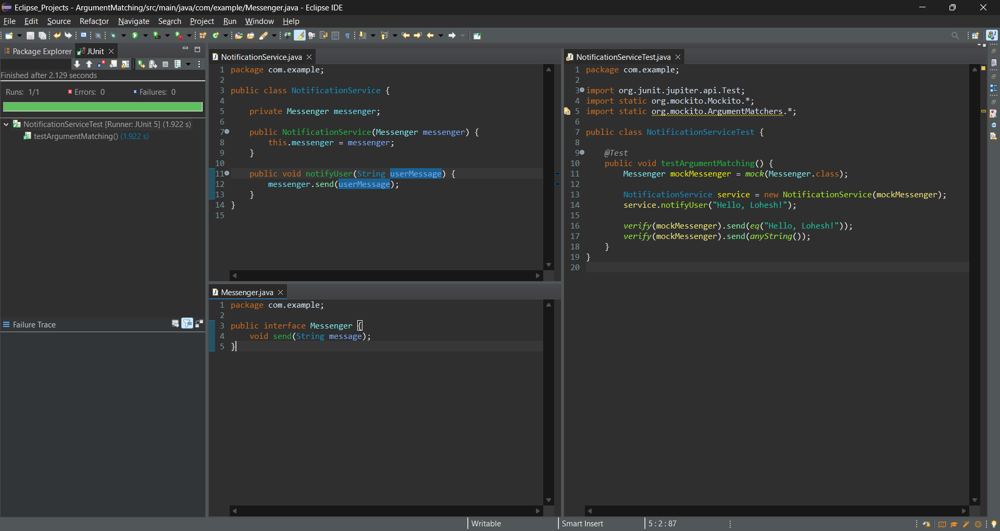 Eclipse_Projects - ArgumentMatching/src/main/java/com/example/Messenger.java - Eclipse IDE
File Edit Source Refactor Navigate Search Project Run Window Help
Package Explorer JUnit
Finished after 2.129 seconds
Runs: 1/1 Errors: 0 Failures: 0
NotificationServiceTest [Runner: JUnit 5] (1.922 s)
testArgumentMatching() (1.922 s)
Failure Trace
NotificationService.java
1 package com.example;
2
3 public class NotificationService {
4
5 private Messenger messenger;
6
7 public NotificationService(Messenger messenger) {
8 this.messenger = messenger;
9 }
10
11 public void notifyUser(String userMessage) {
12 messenger.send(userMessage);
13 }
14 }
15
Messenger.java
1 package com.example;
2
3 public interface Messenger {
4 void send(String message);
5 }
NotificationServiceTest.java
1 package com.example;
2
3 import org.junit.jupiter.api.Test;
4 import static org.mockito.Mockito.*;
5 import static org.mockito.ArgumentMatchers.*;
6
7 public class NotificationServiceTest {
8
9 @Test
10 public void testArgumentMatching() {
11 Messenger mockMessenger = mock(Messenger.class);
12
13 NotificationService service = new NotificationService(mockMessenger);
14 service.notifyUser("Hello, Lohesh!");
15
16 verify(mockMessenger).send(eq("Hello, Lohesh!"));
17 verify(mockMessenger).send(anyString());
18 }
19 }
20
Writable Smart Insert 5 : 2 : 87